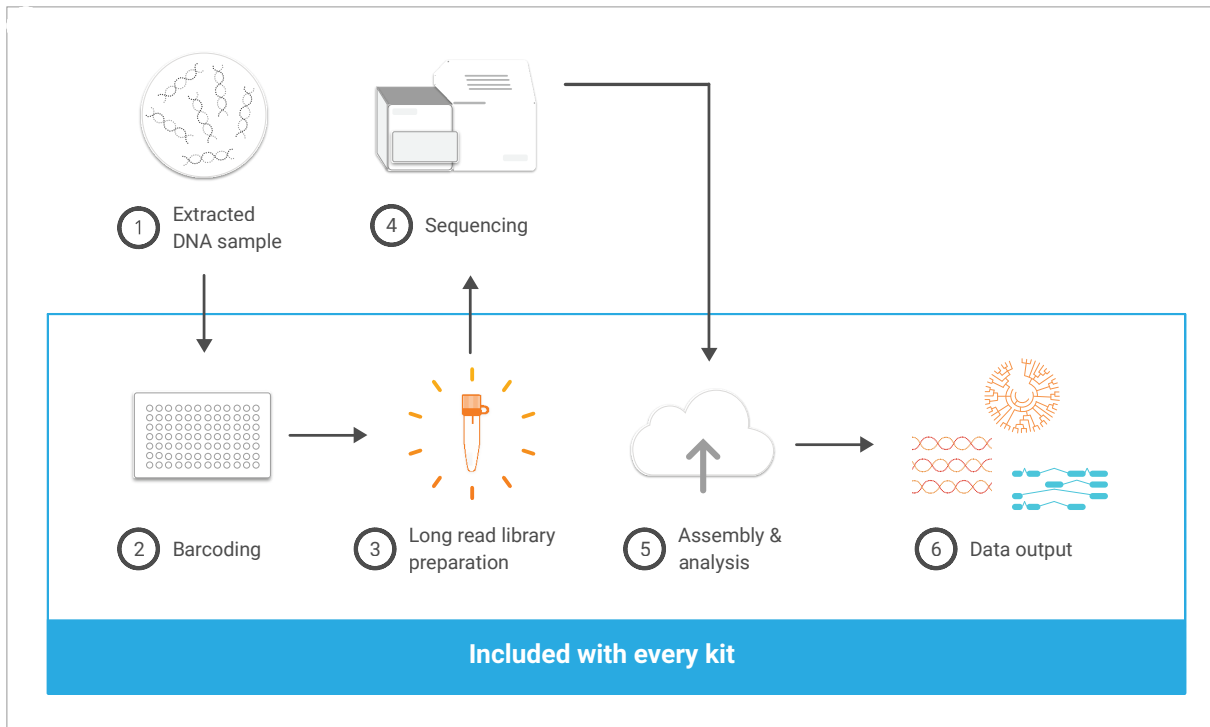 1 Extracted
DNA sample
4 Sequencing
2 Barcoding
3 Long read library
preparation
5 Assembly &
analysis
6 Data output
Included with every kit